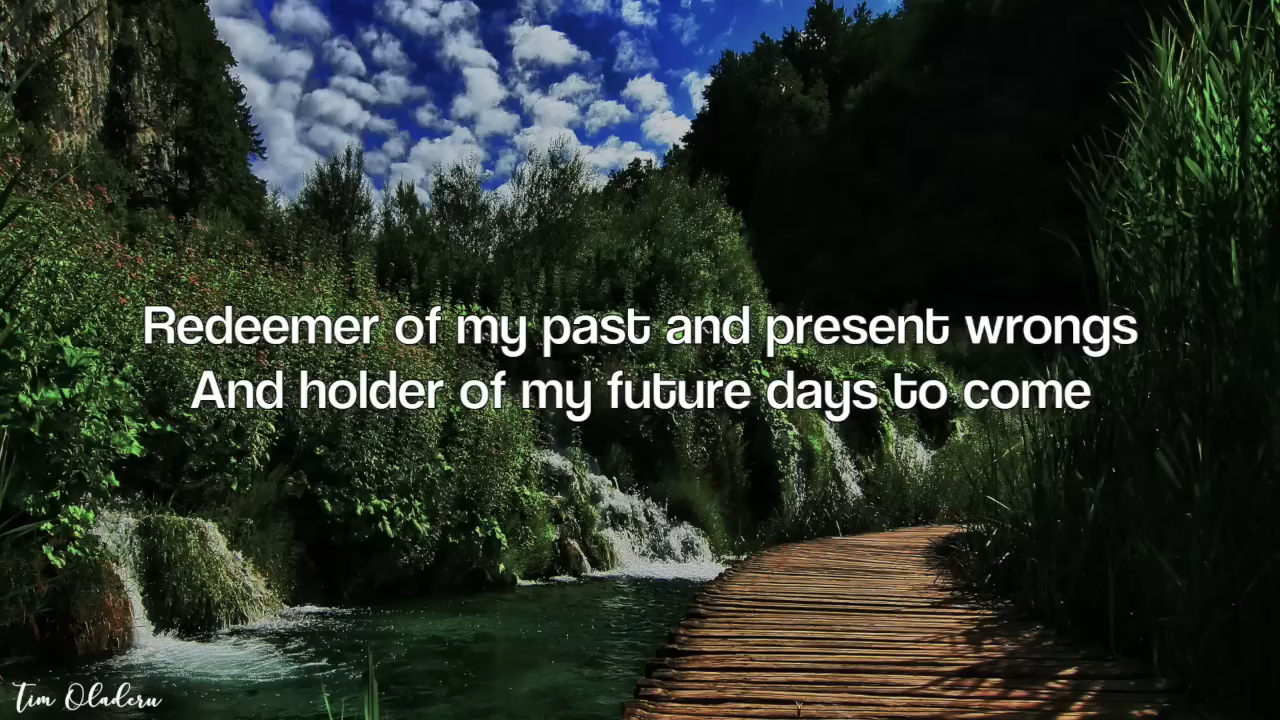 Redeemer of my past and present wrongs
And holder of my future days to come
Tim Oladeru